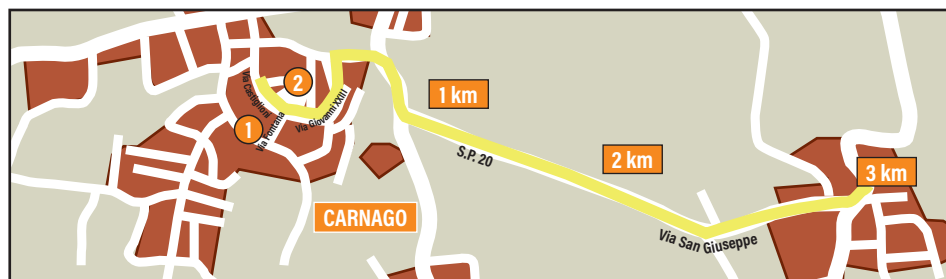 2
1 km
Via Castiglioni
Via Giovanni XXIII
1
Via Fontana
S.P. 20
2 km
3 km
CARNAGO
Via San Giuseppe